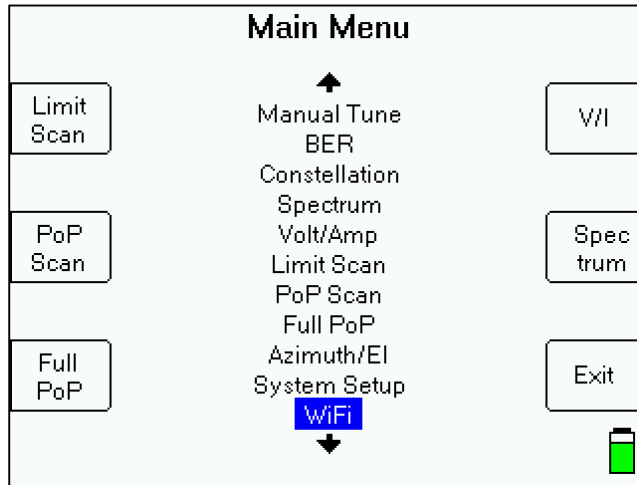 Main Menu
Limit
Scan
PoP
Scan
Full
PoP
Manual Tune
BER
Constellation
Spectrum
Volt/Amp
Limit Scan
PoP Scan
Full PoP
Azimuth/El
System Setup
WiFi
V/I
Spec
trum
Exit